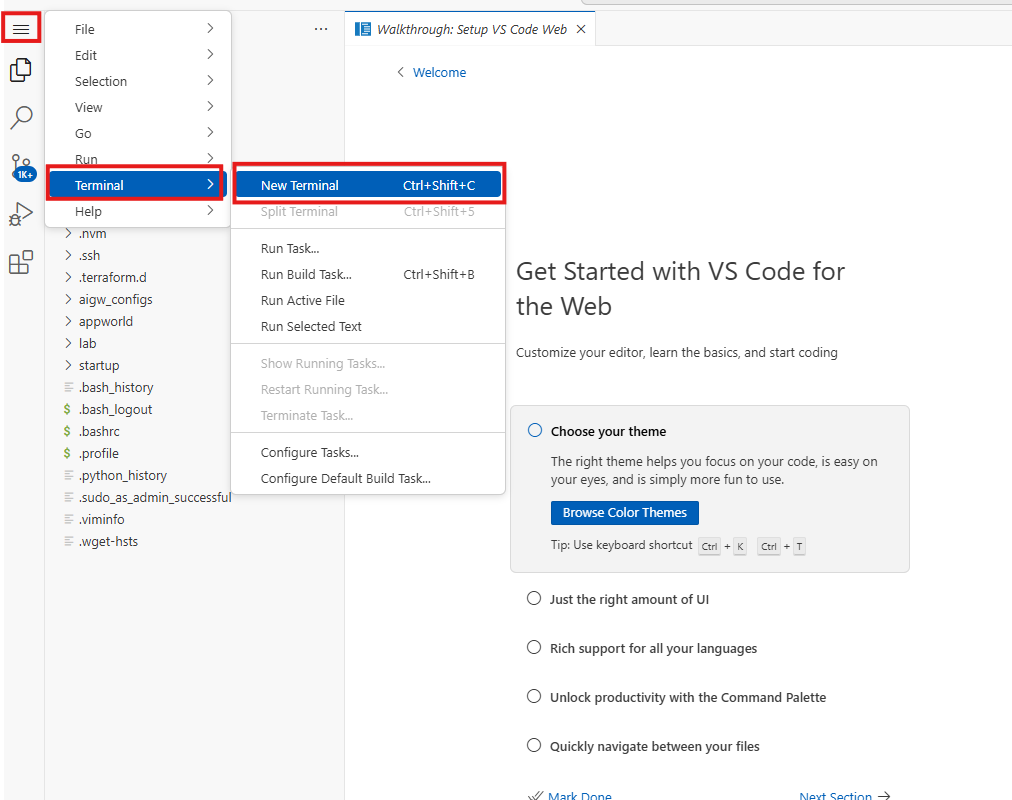 File
Edit
Selection
View
Go
Run
Terminal
Help
1K+
New Terminal Ctrl+Shift+C
Split Terminal Ctrl+Shift+5
Run Task...
Run Build Task... Ctrl+Shift+B
Run Active File
Run Selected Text
Show Running Tasks...
Restart Running Task...
Terminate Task...
Configure Tasks...
Configure Default Build Task...
.nvm
.ssh
.terraform.d
aigw_configs
appworld
lab
startup
.bash_history
$ .bash_logout
$ .bashrc
$ .profile
.python_history
.sudo_as_admin_successful
.viminfo
.wget-hsts
Walkthrough: Setup VS Code Web
Welcome
Get Started with VS Code for
the Web
Customize your editor, learn the basics, and start coding
Choose your theme
The right theme helps you focus on your code, is easy on
your eyes, and is simply more fun to use.
Browse Color Themes
Tip: Use keyboard shortcut Ctrl + K Ctrl + T
Just the right amount of UI
Rich support for all your languages
Unlock productivity with the Command Palette
Quickly navigate between your files
Mark Done
Next Section